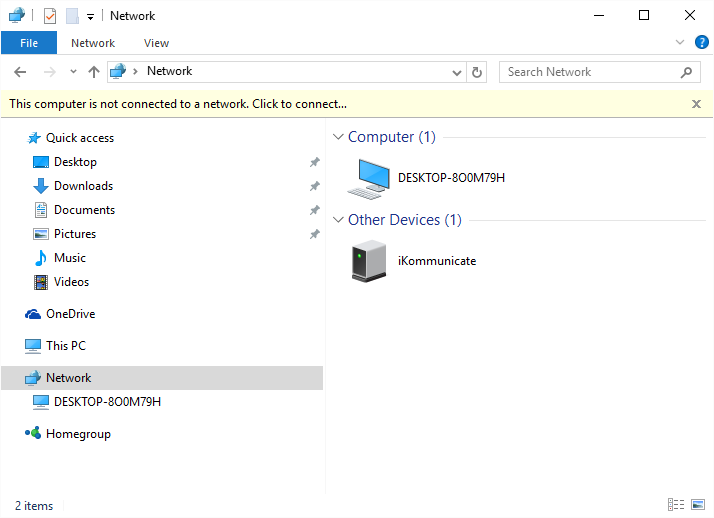 Network
File Network View
Network Search Network
This computer is not connected to a network. Click to connect...
Quick access
Desktop
Downloads
Documents
Pictures
Music
Videos
OneDrive
This PC
Network
DESKTOP-8O0M79H
Homegroup
Computer (1)
DESKTOP-8O0M79H
Other Devices (1)
iKommunicate
2 items